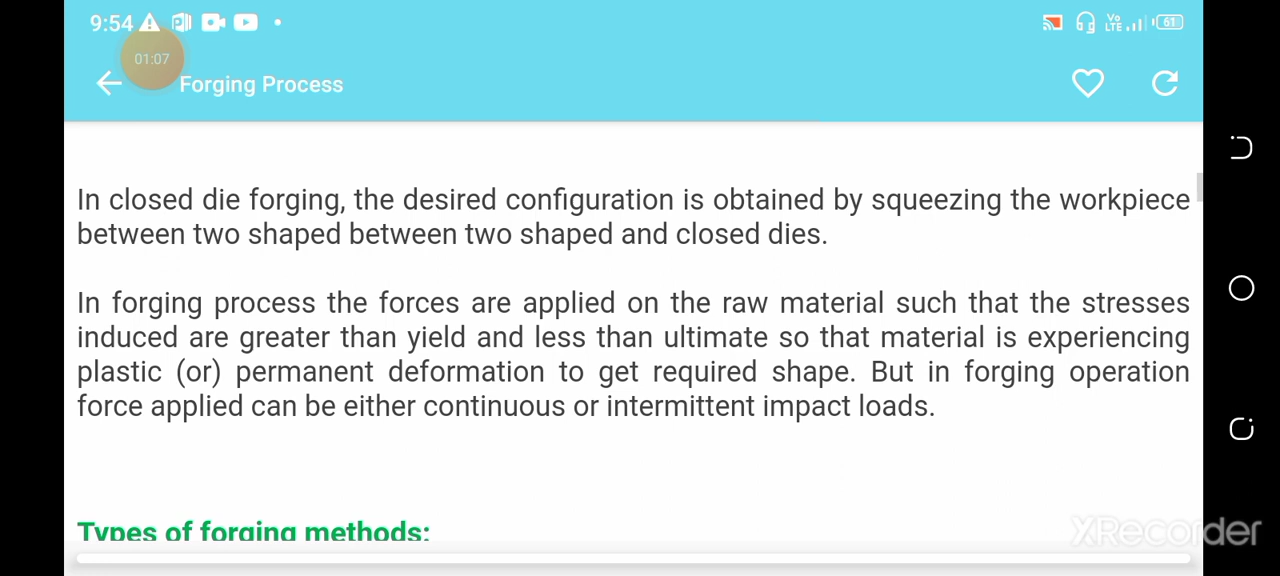 9:54
Vo
LTE
61
01:07
Forging Process
In closed die forging, the desired configuration is obtained by squeezing the workpiece
between two shaped between two shaped and closed dies.
In forging process the forces are applied on the raw material such that the stresses
induced are greater than yield and less than ultimate so that material is experiencing
plastic (or) permanent deformation to get required shape. But in forging operation
force applied can be either continuous or intermittent impact loads.
Types of forging methods:
XRecorder